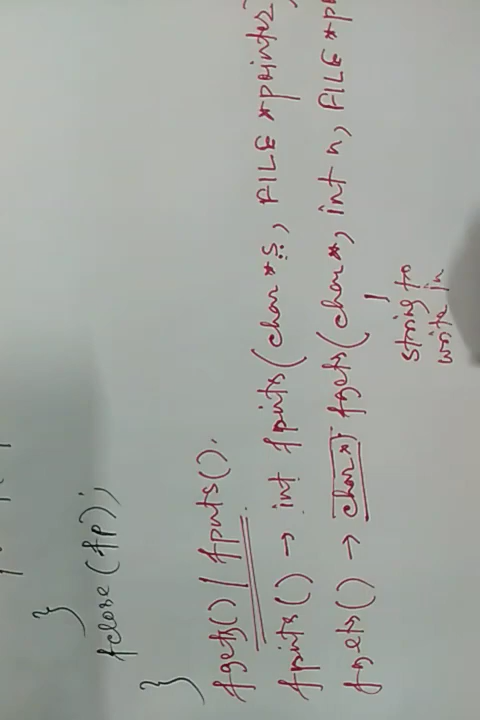 }
fclose(fp);
}
fgets() / fputs().
fputs() → int fputs(char *s, FILE *pointer)
fgets() → char * fgets(char *, int n, FILE *
string to
write in